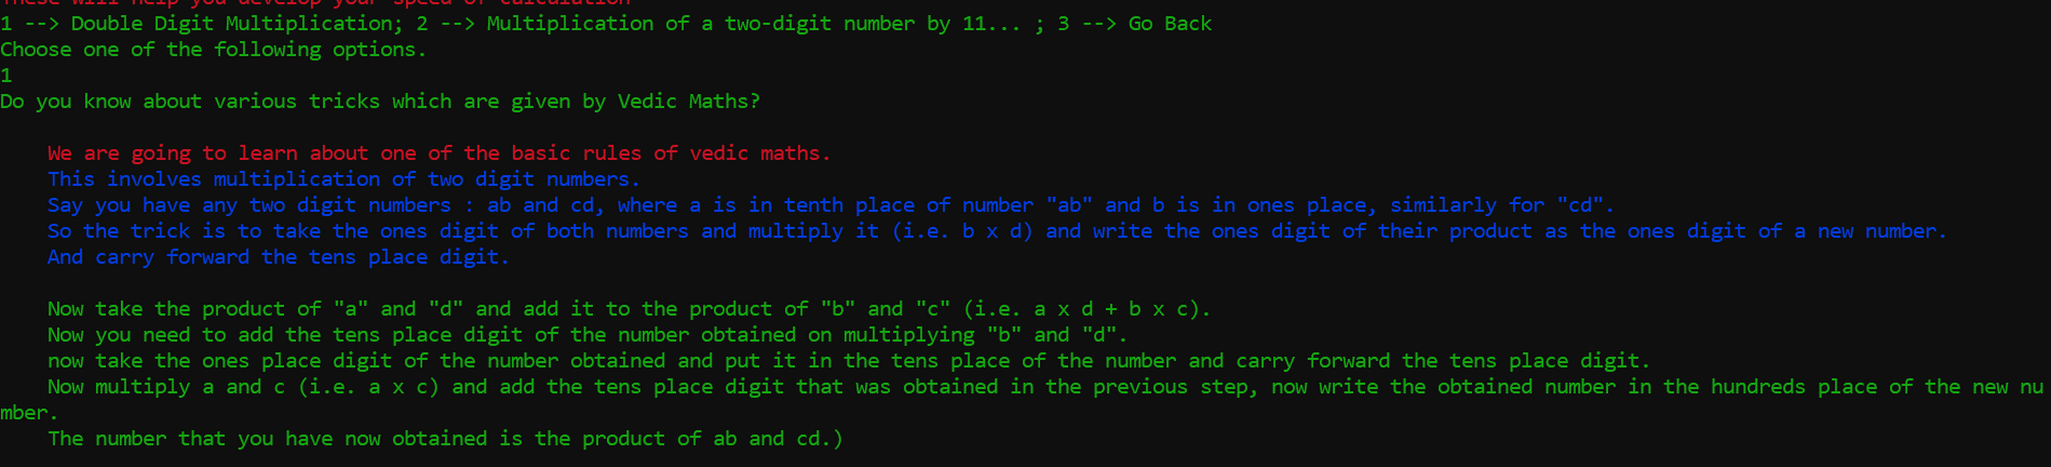 These will help you develop your speed of calculation
1 --> Double Digit Multiplication; 2 --> Multiplication of a two-digit number by 11... ; 3 --> Go Back
Choose one of the following options.
1
Do you know about various tricks which are given by Vedic Maths?
We are going to learn about one of the basic rules of vedic maths.
This involves multiplication of two digit numbers.
Say you have any two digit numbers : ab and cd, where a is in tenth place of number "ab" and b is in ones place, similarly for "cd".
So the trick is to take the ones digit of both numbers and multiply it (i.e. b x d) and write the ones digit of their product as the ones digit of a new number.
And carry forward the tens place digit.
Now take the product of "a" and "d" and add it to the product of "b" and "c" (i.e. a x d + b x c).
Now you need to add the tens place digit of the number obtained on multiplying "b" and "d".
now take the ones place digit of the number obtained and put it in the tens place of the number and carry forward the tens place digit.
Now multiply a and c (i.e. a x c) and add the tens place digit that was obtained in the previous step, now write the obtained number in the hundreds place of the new nu
mber.
The number that you have now obtained is the product of ab and cd.)